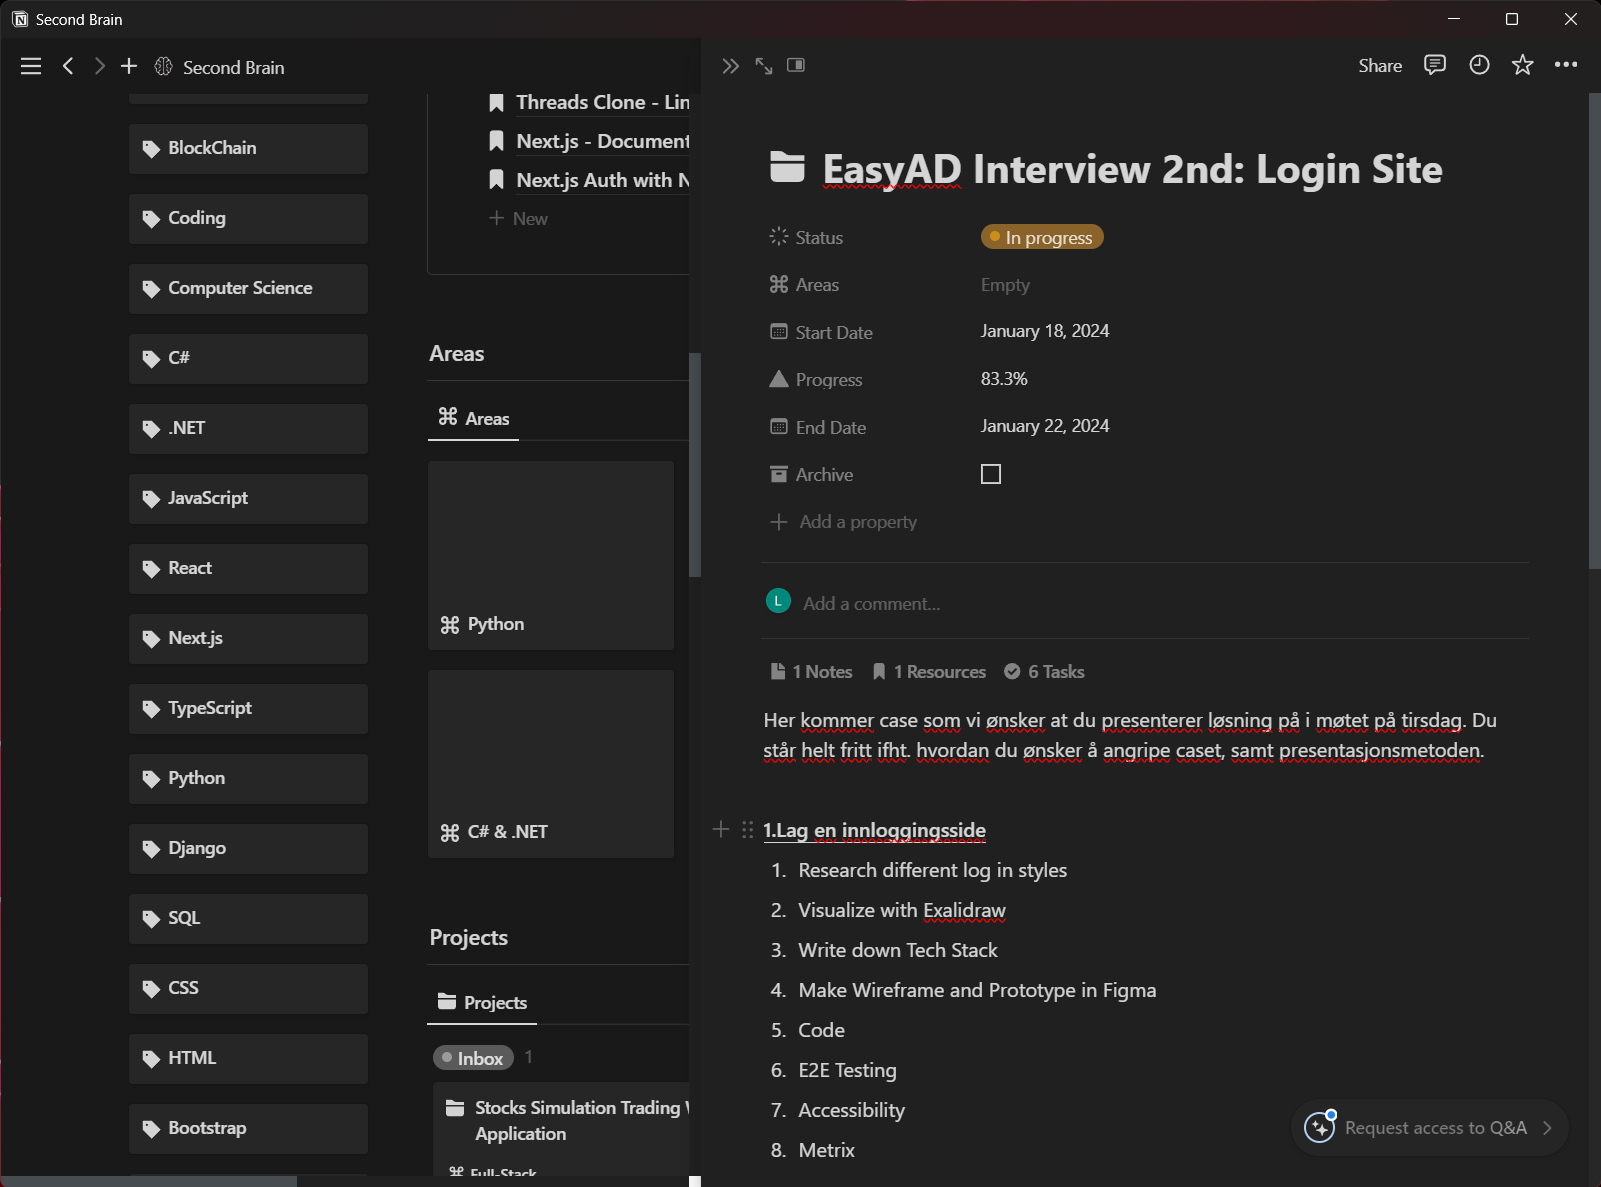 Second Brain
Second Brain
BlockChain
Coding
Computer Science
C#
.NET
JavaScript
React
Next.js
TypeScript
Python
Django
SQL
CSS
HTML
Bootstrap
Threads Clone - Lin
Next.js - Document
Next.js Auth with N
New
Areas
Areas
Python
C# & .NET
Projects
Projects
Inbox 1
Stocks Simulation Trading
Application
Full-Stack
Share
EasyAD Interview 2nd: Login Site
Status In progress
Areas Empty
Start Date January 18, 2024
Progress 83.3%
End Date January 22, 2024
Archive
Add a property
L Add a comment...
1 Notes 1 Resources 6 Tasks
Her kommer case som vi ønsker at du presenterer løsning på i møtet på tirsdag. Du
står helt fritt ifht. hvordan du ønsker å angripe caset, samt presentasjonsmetoden.
1.Lag en innloggingsside
1. Research different log in styles
2. Visualize with Exalidraw
3. Write down Tech Stack
4. Make Wireframe and Prototype in Figma
5. Code
6. E2E Testing
7. Accessibility
8. Metrix
Request access to Q&A